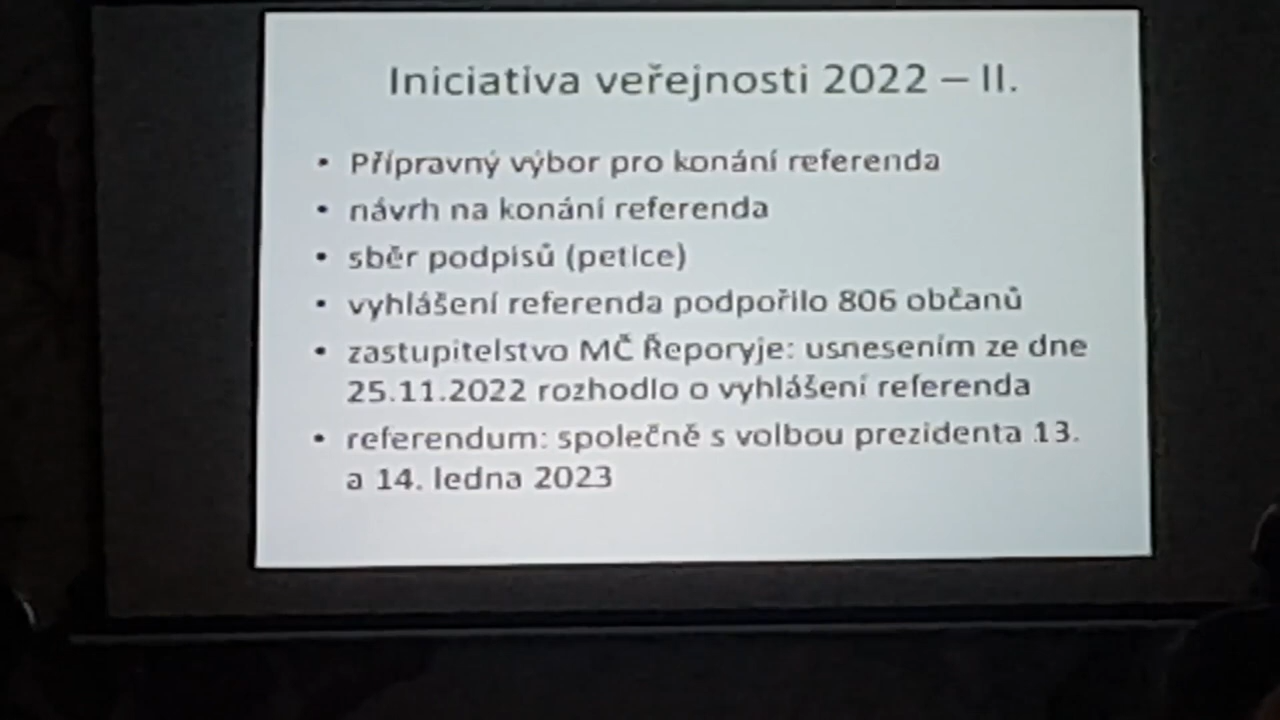 Iniciativa veřejnosti 2022 – II.
• Přípravný výbor pro konání referenda
• návrh na konání referenda
• sběr podpisů (petice)
• vyhlášení referenda podpořilo 806 občanů
• zastupitelstvo MČ Řeporyje: usnesením ze dne
25.11.2022 rozhodlo o vyhlášení referenda
• referendum: společně s volbou prezidenta 13.
a 14. ledna 2023